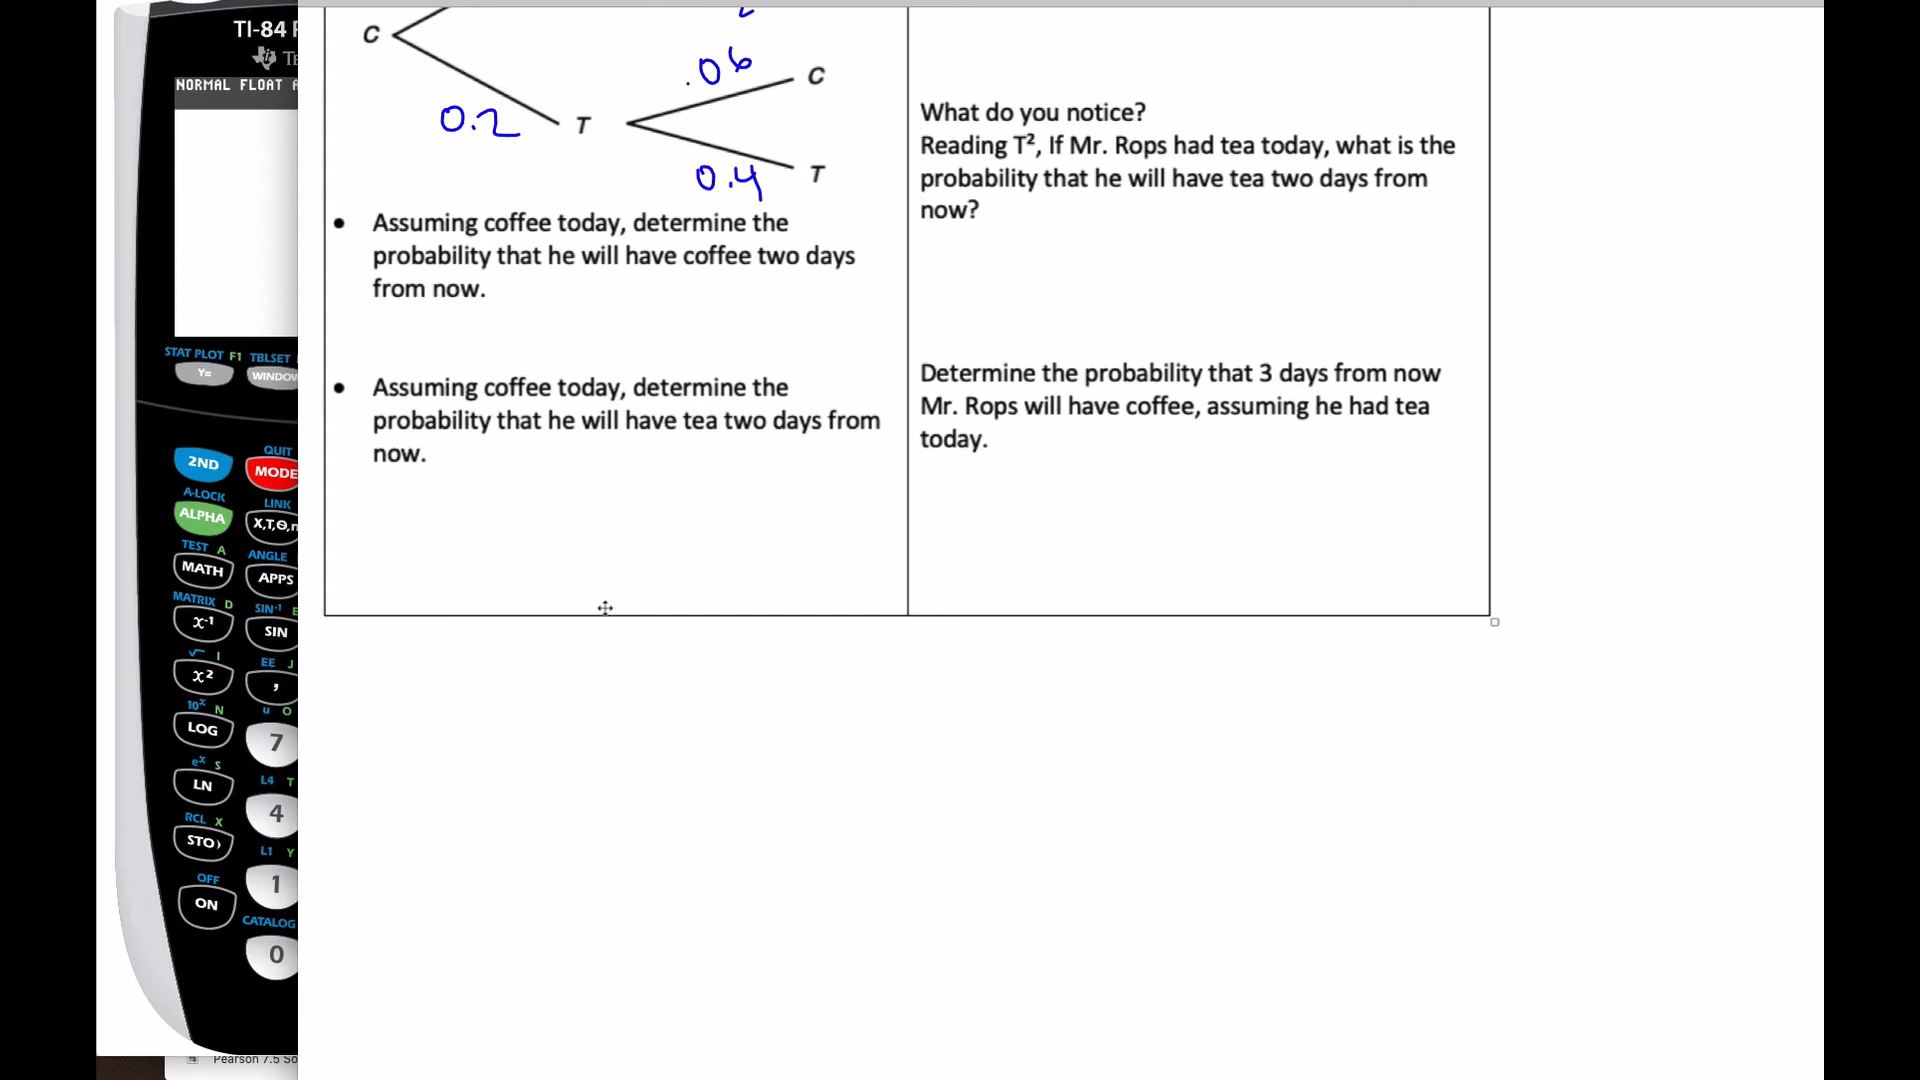 TI-84
NORMAL FLOAT
STAT PLOT F1 TBLSET
Y= WINDOW
QUIT
2ND MODE
A-LOCK LINK
ALPHA X,T,Θ,n
TEST A ANGLE
MATH APPS
MATRIX D SIN⁻¹ E
x⁻¹ SIN
√ I EE J
x² ,
10ˣ N u O
LOG 7
eˣ S L4 T
LN 4
RCL X L1 Y
STO› 1
OFF CATALOG
ON 0
Pearson 7.5 So
C
.06 C
0.2 T
0.4 T
• Assuming coffee today, determine the
probability that he will have coffee two days
from now.
• Assuming coffee today, determine the
probability that he will have tea two days from
now.
What do you notice?
Reading T², If Mr. Rops had tea today, what is the
probability that he will have tea two days from
now?
Determine the probability that 3 days from now
Mr. Rops will have coffee, assuming he had tea
today.